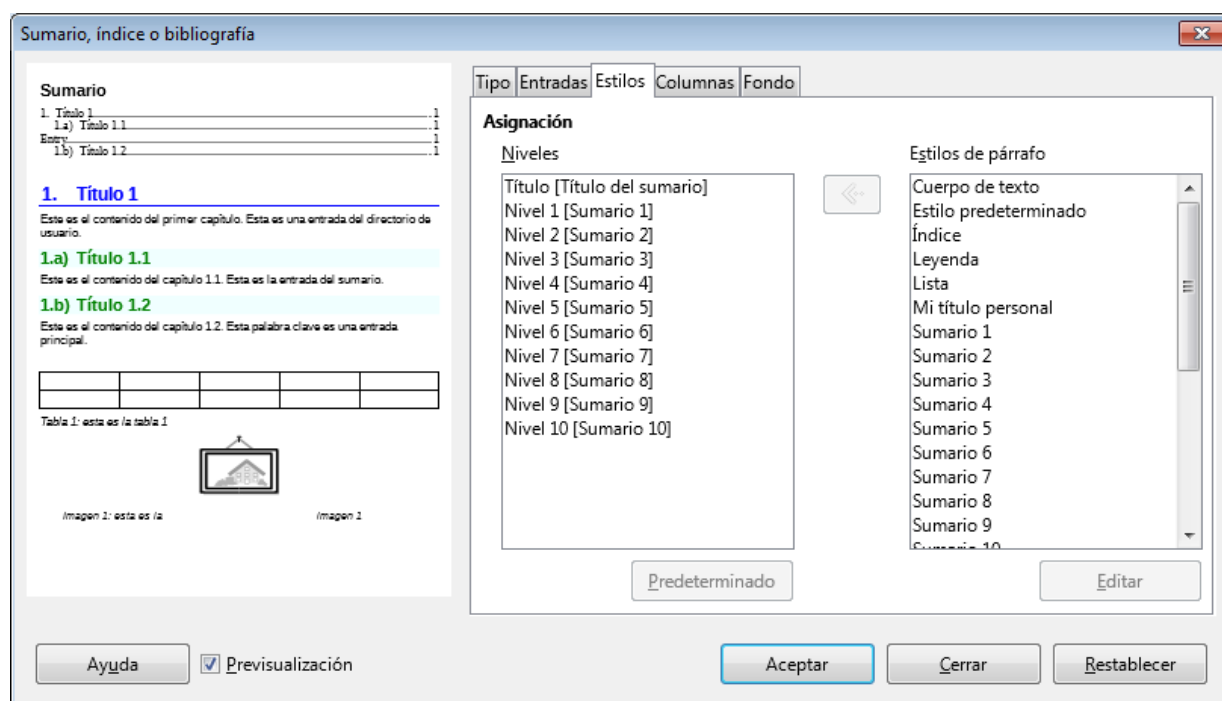 Sumario, índice o bibliografía
Sumario
1. Título 1 1
1.a) Título 1.1 1
Entry 1
1.b) Título 1.2 1
1. Título 1
Este es el contenido del primer capítulo. Esta es una entrada del directorio de
usuario.
1.a) Título 1.1
Este es el contenido del capítulo 1.1. Esta es la entrada del sumario.
1.b) Título 1.2
Este es el contenido del capítulo 1.2. Esta palabra clave es una entrada
principal.
Tabla 1: esta es la tabla 1
Imagen 1: esta es la
Imagen 1
Tipo Entradas Estilos Columnas Fondo
Asignación
Niveles
Título [Título del sumario]
Nivel 1 [Sumario 1]
Nivel 2 [Sumario 2]
Nivel 3 [Sumario 3]
Nivel 4 [Sumario 4]
Nivel 5 [Sumario 5]
Nivel 6 [Sumario 6]
Nivel 7 [Sumario 7]
Nivel 8 [Sumario 8]
Nivel 9 [Sumario 9]
Nivel 10 [Sumario 10]
Predeterminado
Estilos de párrafo
Cuerpo de texto
Estilo predeterminado
Índice
Leyenda
Lista
Mi título personal
Sumario 1
Sumario 2
Sumario 3
Sumario 4
Sumario 5
Sumario 6
Sumario 7
Sumario 8
Sumario 9
Sumario 10
Editar
Ayuda
Previsualización
Aceptar
Cerrar
Restablecer